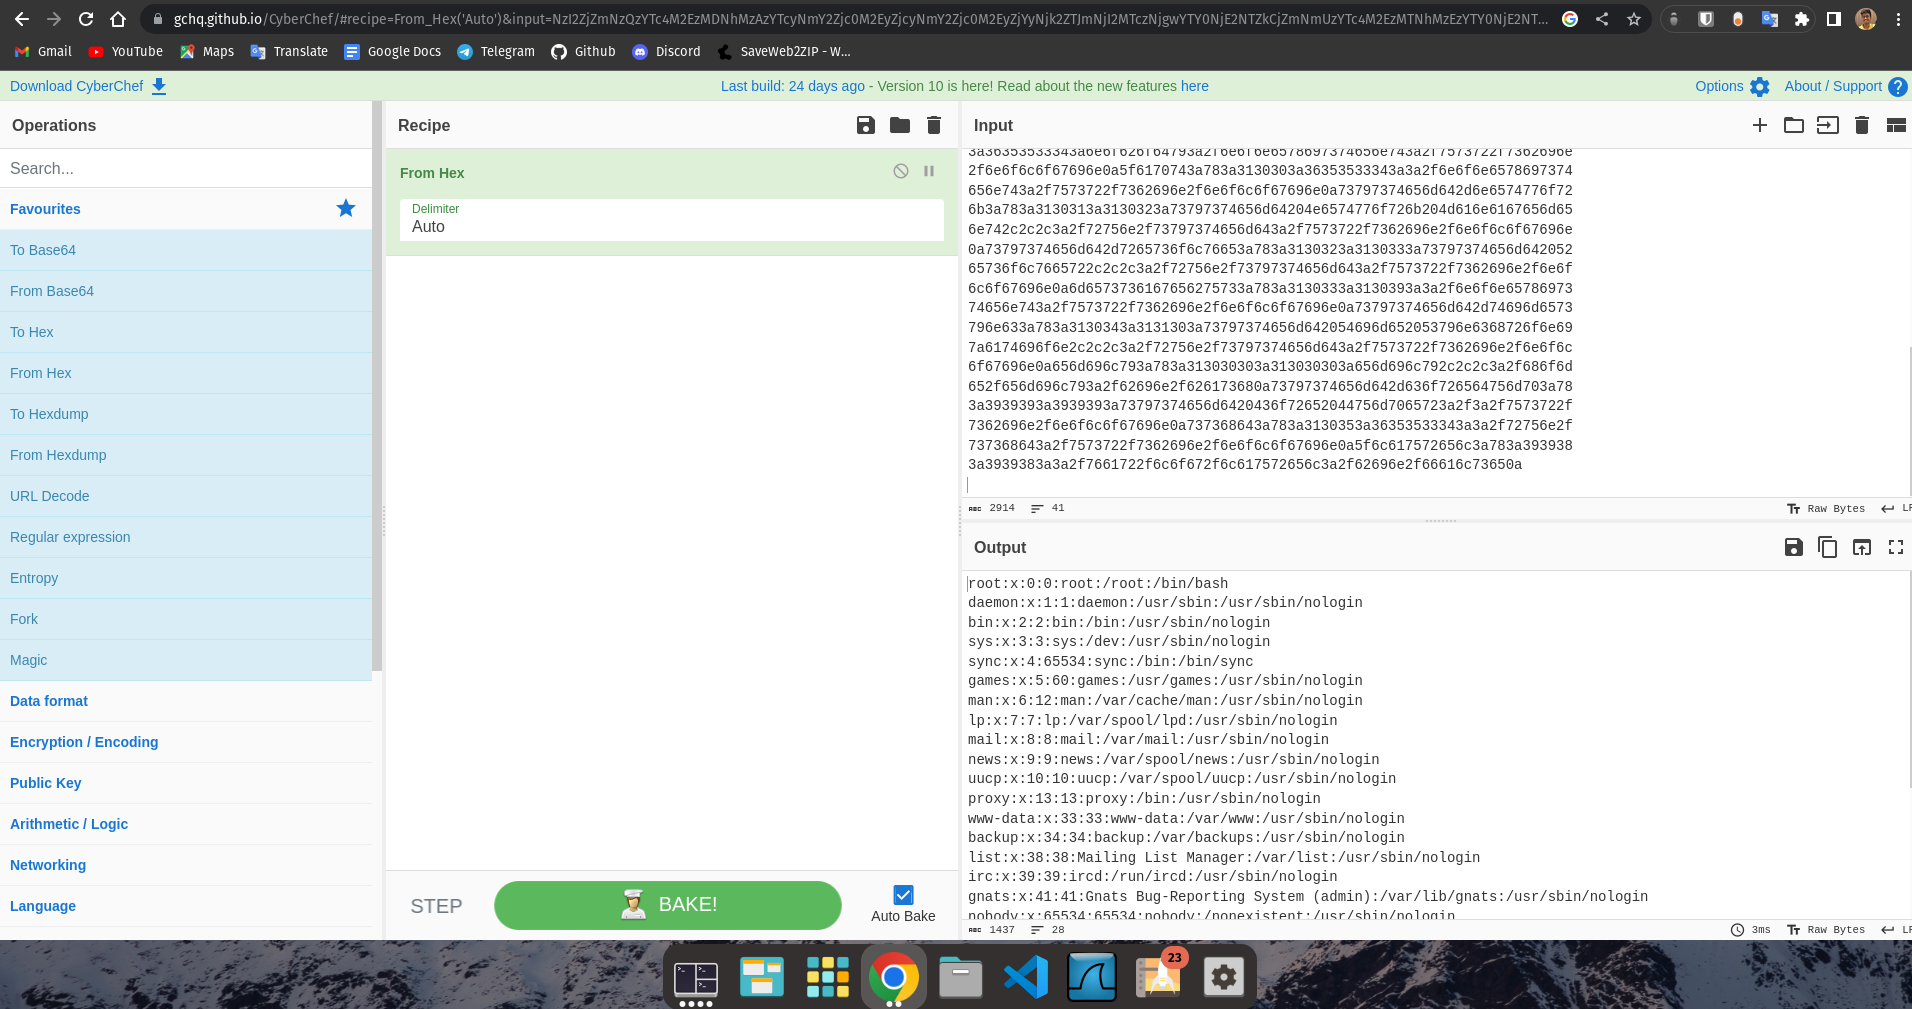 gchq.github.io/CyberChef/#recipe=From_Hex('Auto')&input=NzI2ZjZmNzQzYTc4M2EzMDNhMzAzYTcyNmY2Zjc0M2EyZjcyNmY2Zjc0M2EyZjYyNjk2ZTJmNjI2MTczNjgwYTY0NjE2NTZkCjZmNmUzYTc4M2EzMTNhMzEzYTY0NjE2NT...
Gmail YouTube Maps Translate Google Docs Telegram Github Discord SaveWeb2ZIP - W...
Download CyberChef
Last build: 24 days ago - Version 10 is here! Read about the new features here
Options About / Support
Operations
Search...
Favourites
To Base64
From Base64
To Hex
From Hex
To Hexdump
From Hexdump
URL Decode
Regular expression
Entropy
Fork
Magic
Data format
Encryption / Encoding
Public Key
Arithmetic / Logic
Networking
Language
Recipe
From Hex
Delimiter
Auto
STEP
BAKE!
Auto Bake
Input
3a36353533343a6e6f626f64793a2f6e6f6e6578697374656e743a2f7573722f7362696e
2f6e6f6c6f67696e0a5f6170743a783a3130303a36353533343a3a2f6e6f6e6578697374
656e743a2f7573722f7362696e2f6e6f6c6f67696e0a73797374656d642d6e6574776f72
6b3a783a3130313a3130323a73797374656d64204e6574776f726b204d616e6167656d65
6e742c2c2c3a2f72756e2f73797374656d643a2f7573722f7362696e2f6e6f6c6f67696e
0a73797374656d642d7265736f6c76653a783a3130323a3130333a73797374656d642052
65736f6c7665722c2c2c3a2f72756e2f73797374656d643a2f7573722f7362696e2f6e6f
6c6f67696e0a6d6573736167656275733a783a3130333a3130393a3a2f6e6f6e65786973
74656e743a2f7573722f7362696e2f6e6f6c6f67696e0a73797374656d642d74696d6573
796e633a783a3130343a3131303a73797374656d642054696d652053796e6368726f6e69
7a6174696f6e2c2c2c3a2f72756e2f73797374656d643a2f7573722f7362696e2f6e6f6c
6f67696e0a656d696c793a783a313030303a313030303a656d696c792c2c2c3a2f686f6d
652f656d696c793a2f62696e2f626173680a73797374656d642d636f726564756d703a78
3a3939393a3939393a73797374656d6420436f72652044756d7065723a2f3a2f7573722f
7362696e2f6e6f6c6f67696e0a737368643a783a3130353a36353533343a3a2f72756e2f
737368643a2f7573722f7362696e2f6e6f6c6f67696e0a5f6c617572656c3a783a393938
3a3939383a3a2f7661722f6c6f672f6c617572656c3a2f62696e2f66616c73650a
2914 41
Raw Bytes LF
Output
root:x:0:0:root:/root:/bin/bash
daemon:x:1:1:daemon:/usr/sbin:/usr/sbin/nologin
bin:x:2:2:bin:/bin:/usr/sbin/nologin
sys:x:3:3:sys:/dev:/usr/sbin/nologin
sync:x:4:65534:sync:/bin:/bin/sync
games:x:5:60:games:/usr/games:/usr/sbin/nologin
man:x:6:12:man:/var/cache/man:/usr/sbin/nologin
lp:x:7:7:lp:/var/spool/lpd:/usr/sbin/nologin
mail:x:8:8:mail:/var/mail:/usr/sbin/nologin
news:x:9:9:news:/var/spool/news:/usr/sbin/nologin
uucp:x:10:10:uucp:/var/spool/uucp:/usr/sbin/nologin
proxy:x:13:13:proxy:/bin:/usr/sbin/nologin
www-data:x:33:33:www-data:/var/www:/usr/sbin/nologin
backup:x:34:34:backup:/var/backups:/usr/sbin/nologin
list:x:38:38:Mailing List Manager:/var/list:/usr/sbin/nologin
irc:x:39:39:ircd:/run/ircd:/usr/sbin/nologin
gnats:x:41:41:Gnats Bug-Reporting System (admin):/var/lib/gnats:/usr/sbin/nologin
nobody:x:65534:65534:nobody:/nonexistent:/usr/sbin/nologin
1437 28
3ms Raw Bytes LF
23